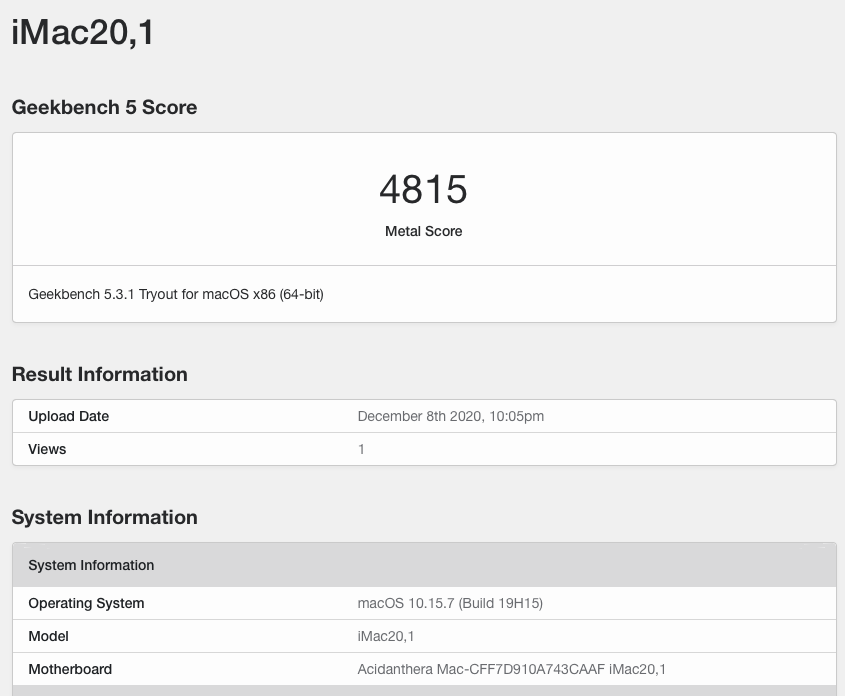 iMac20,1
Geekbench 5 Score
4815
Metal Score
Geekbench 5.3.1 Tryout for macOS x86 (64-bit)
Result Information
Upload Date December 8th 2020, 10:05pm
Views 1
System Information
System Information
Operating System macOS 10.15.7 (Build 19H15)
Model iMac20,1
Motherboard Acidanthera Mac-CFF7D910A743CAAF iMac20,1